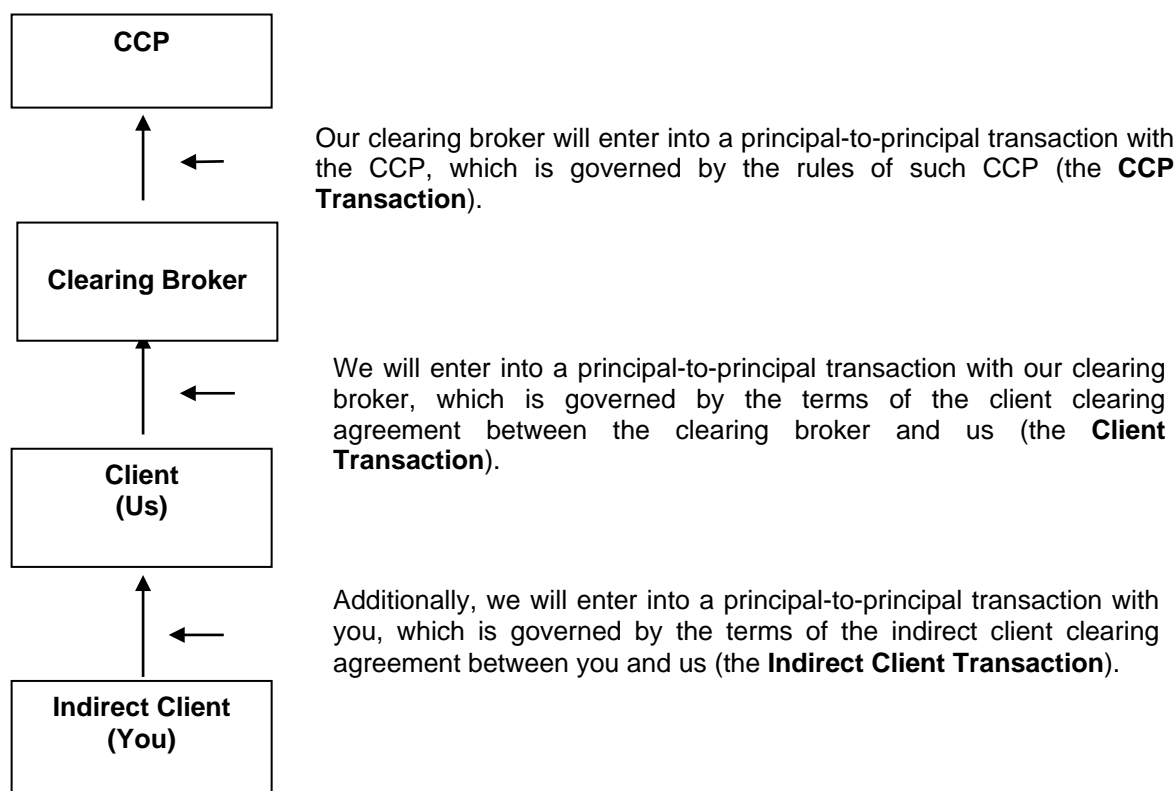 CCP
Our clearing broker will enter into a principal-to-principal transaction with
the CCP, which is governed by the rules of such CCP (the CCP
Transaction).
Clearing Broker
We will enter into a principal-to-principal transaction with our clearing
broker, which is governed by the terms of the client clearing
agreement between the clearing broker and us (the Client
Transaction).
Client
(Us)
Additionally, we will enter into a principal-to-principal transaction with
you, which is governed by the terms of the indirect client clearing
agreement between you and us (the Indirect Client Transaction).
Indirect Client
(You)